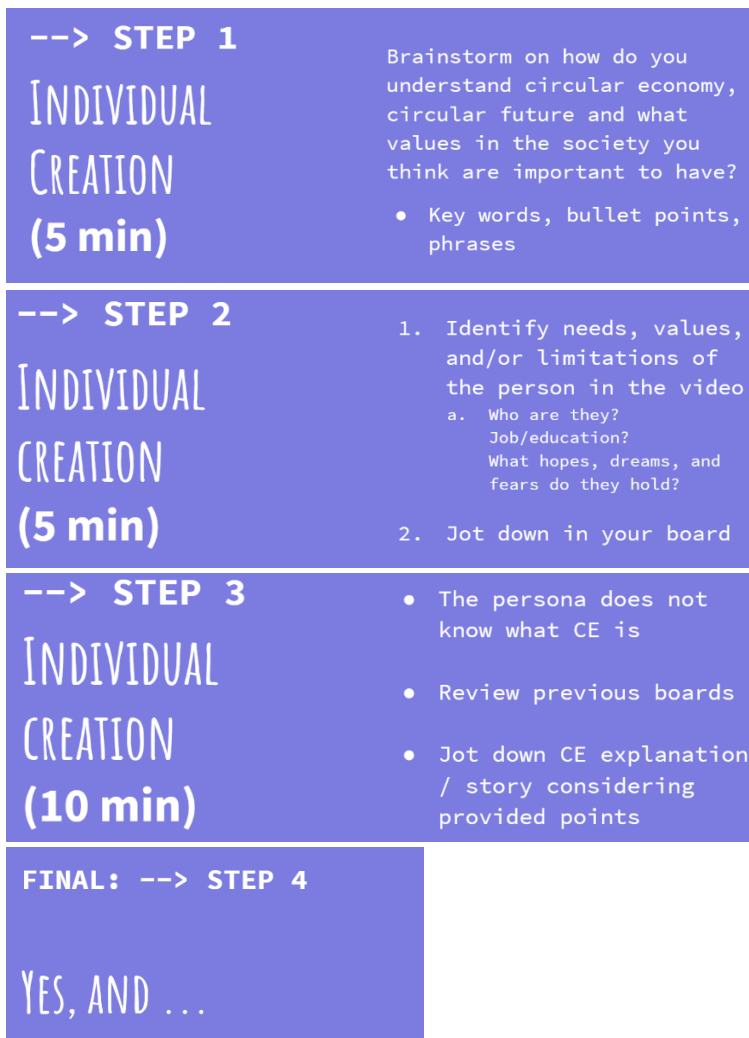 --> STEP 1
INDIVIDUAL
CREATION
(5 min)
Brainstorm on how do you
understand circular economy,
circular future and what
values in the society you
think are important to have?
● Key words, bullet points,
phrases
--> STEP 2
INDIVIDUAL
CREATION
(5 min)
1. Identify needs, values,
and/or limitations of
the person in the video
a. Who are they?
Job/education?
What hopes, dreams, and
fears do they hold?
2. Jot down in your board
--> STEP 3
INDIVIDUAL
CREATION
(10 min)
● The persona does not
know what CE is
● Review previous boards
● Jot down CE explanation
/ story considering
provided points
FINAL: --> STEP 4
YES, AND ...